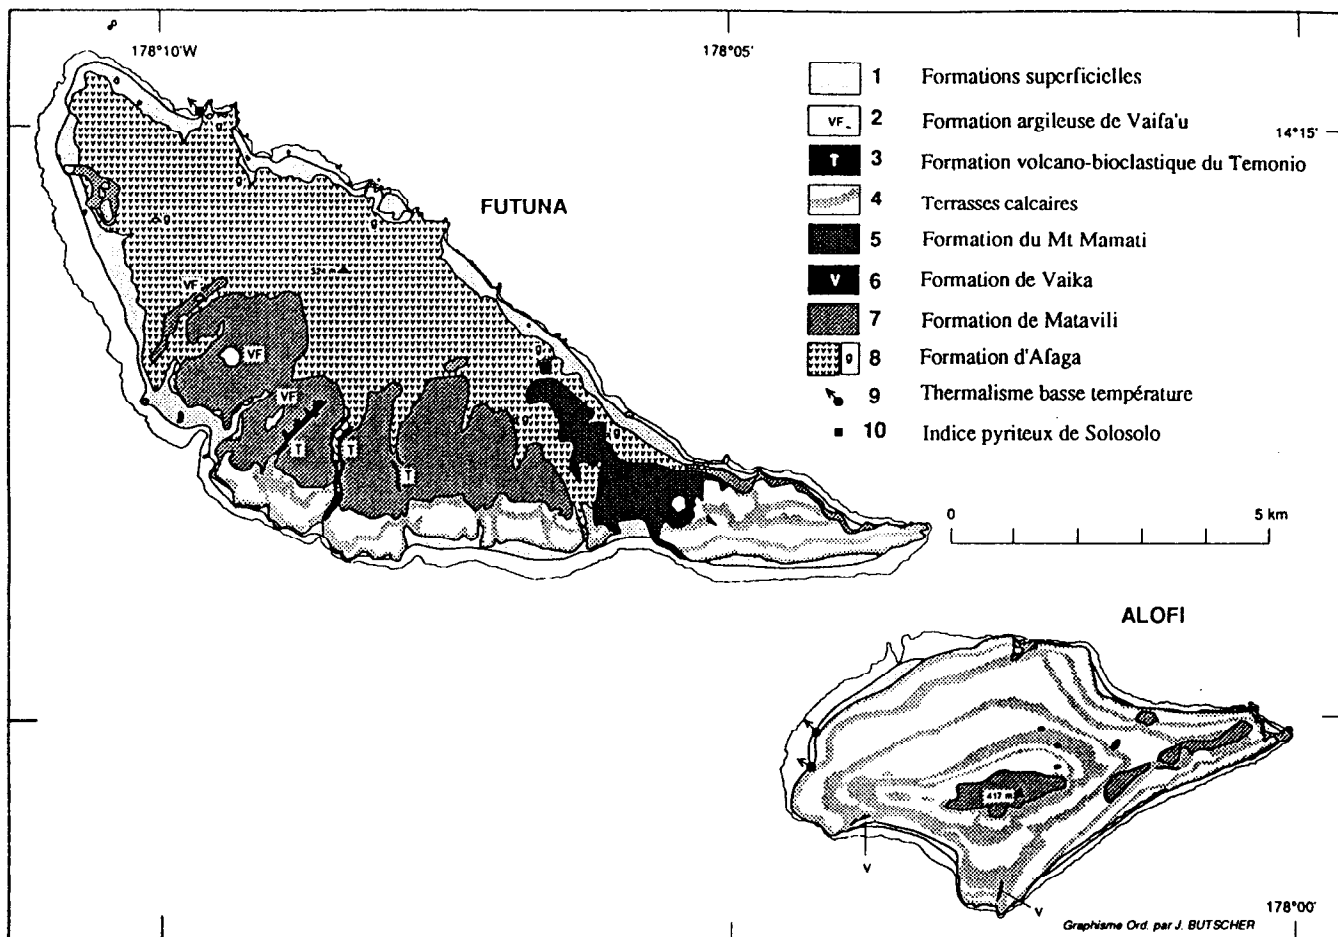 178°10'W
178°05'
1 Formations superficielles
VF 2 Formation argileuse de Vaifa'u
14°15'
T 3 Formation volcano-bioclastique du Temonio
4 Terrasses calcaires
FUTUNA
5 Formation du Mt Mamati
V 6 Formation de Vaika
7 Formation de Matavili
g 8 Formation d'Afaga
9 Thermalisme basse température
10 Indice pyriteux de Solosolo
g
g
g
g
g
VF
VF
VF
g
g
g
T
T
T
0 5 km
ALOFI
417 m
V
V
178°00'
Graphisme Ord. par J. BUTSCHER